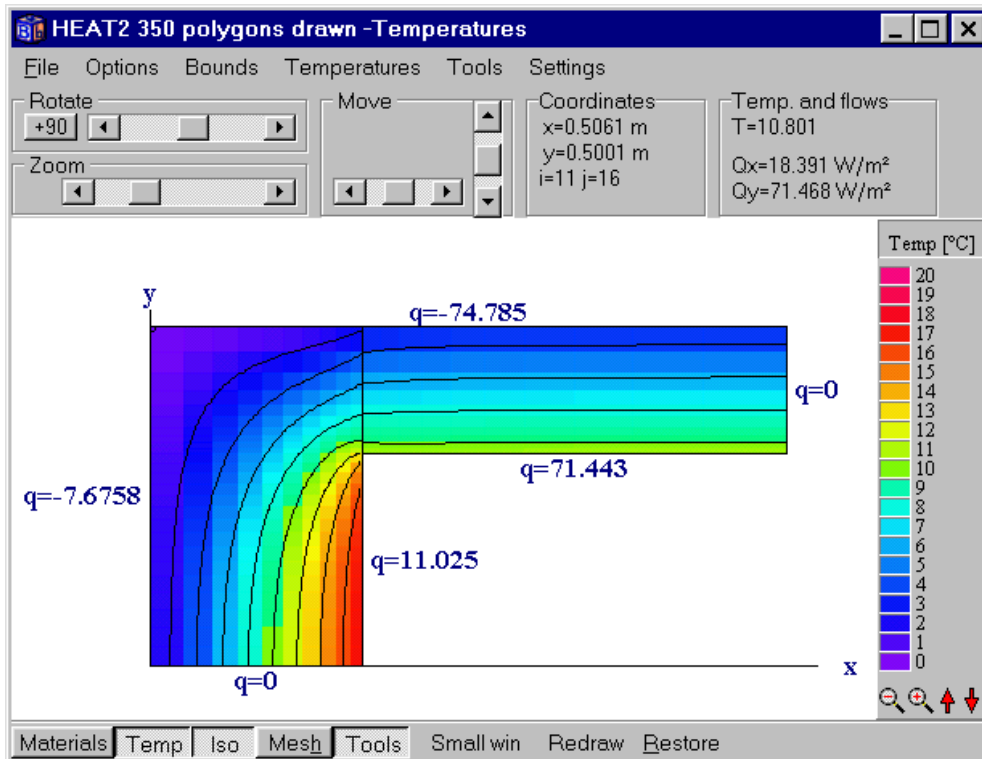 HEAT2 350 polygons drawn -Temperatures
File Options Bounds Temperatures Tools Settings
Rotate
+90
Zoom
Move
Coordinates
x=0.5061 m
y=0.5001 m
i=11 j=16
Temp. and flows
T=10.801
Qx=18.391 W/m²
Qy=71.468 W/m²
Temp [°C]
20
19
18
17
16
15
14
13
12
11
10
9
8
7
6
5
4
3
2
1
0
y
q=-74.785
q=0
q=71.443
q=-7.6758
q=11.025
x
q=0
Materials Temp Iso Mesh Tools Small win Redraw Restore